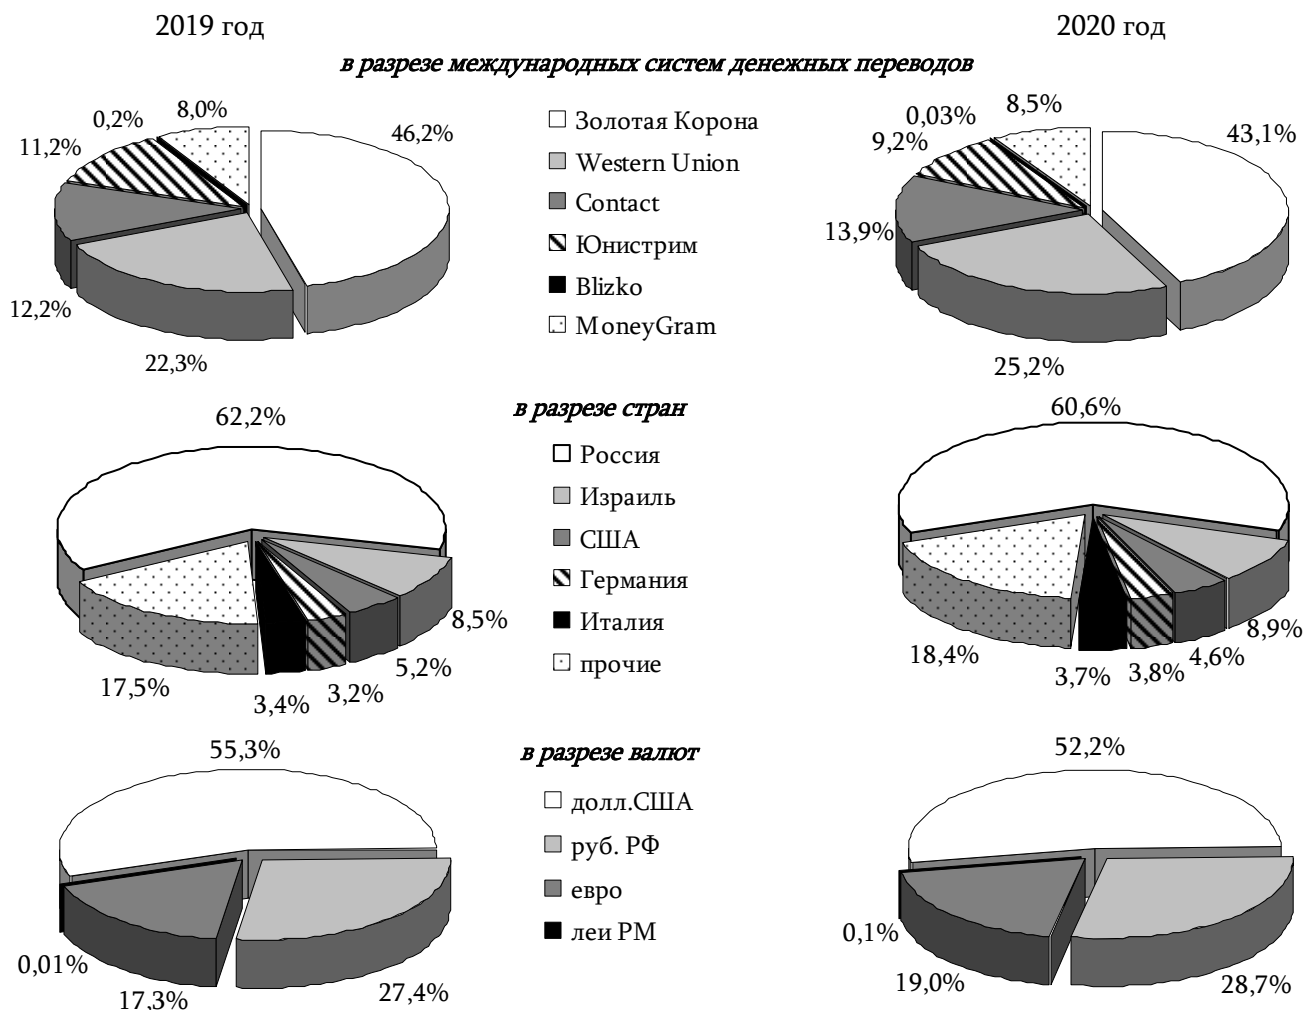 2019 год
2020 год
в разрезе международных систем денежных переводов
8,0%
0,2%
46,2%
11,2%
12,2%
22,3%
Золотая Корона
Western Union
Contact
Юнистрим
Blizko
MoneyGram
8,5%
0,03%
43,1%
9,2%
13,9%
25,2%
в разрезе стран
62,2%
8,5%
5,2%
3,2%
3,4%
17,5%
Россия
Израиль
США
Германия
Италия
прочие
60,6%
8,9%
4,6%
3,8%
3,7%
18,4%
в разрезе валют
55,3%
0,01%
17,3%
27,4%
долл.США
руб. РФ
евро
леи РМ
52,2%
0,1%
19,0%
28,7%